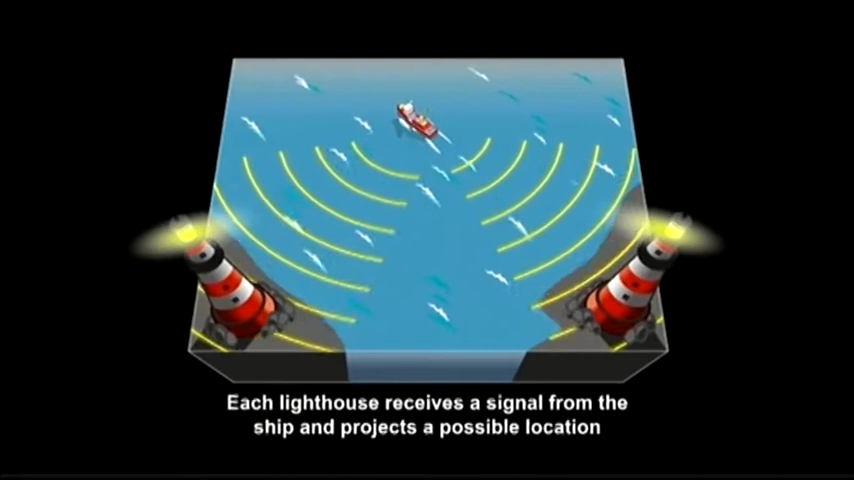 Each lighthouse receives a signal from the
ship and projects a possible location